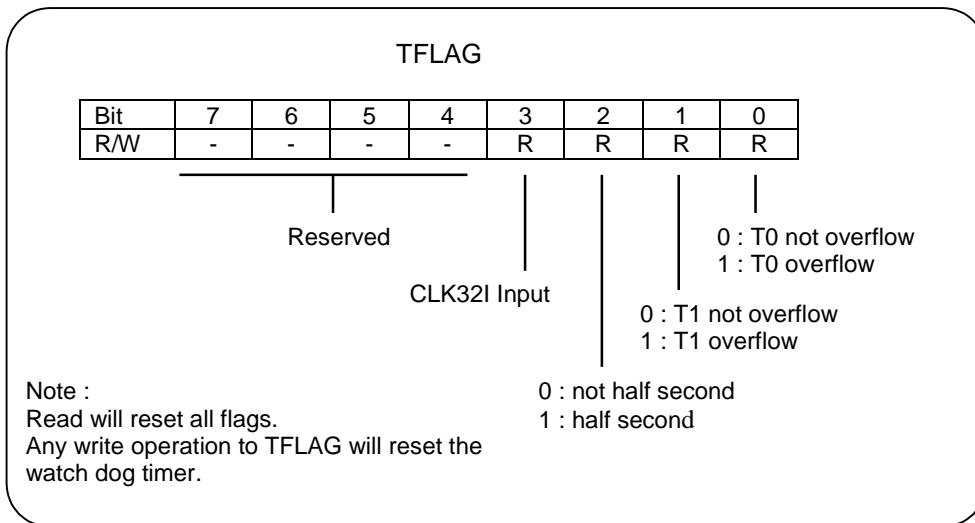 TFLAG
Bit 7 6 5 4 3 2 1 0
R/W - - - - R R R R
Reserved
CLK32I Input
0 : T0 not overflow
1 : T0 overflow
0 : T1 not overflow
1 : T1 overflow
0 : not half second
1 : half second
Note :
Read will reset all flags.
Any write operation to TFLAG will reset the
watch dog timer.